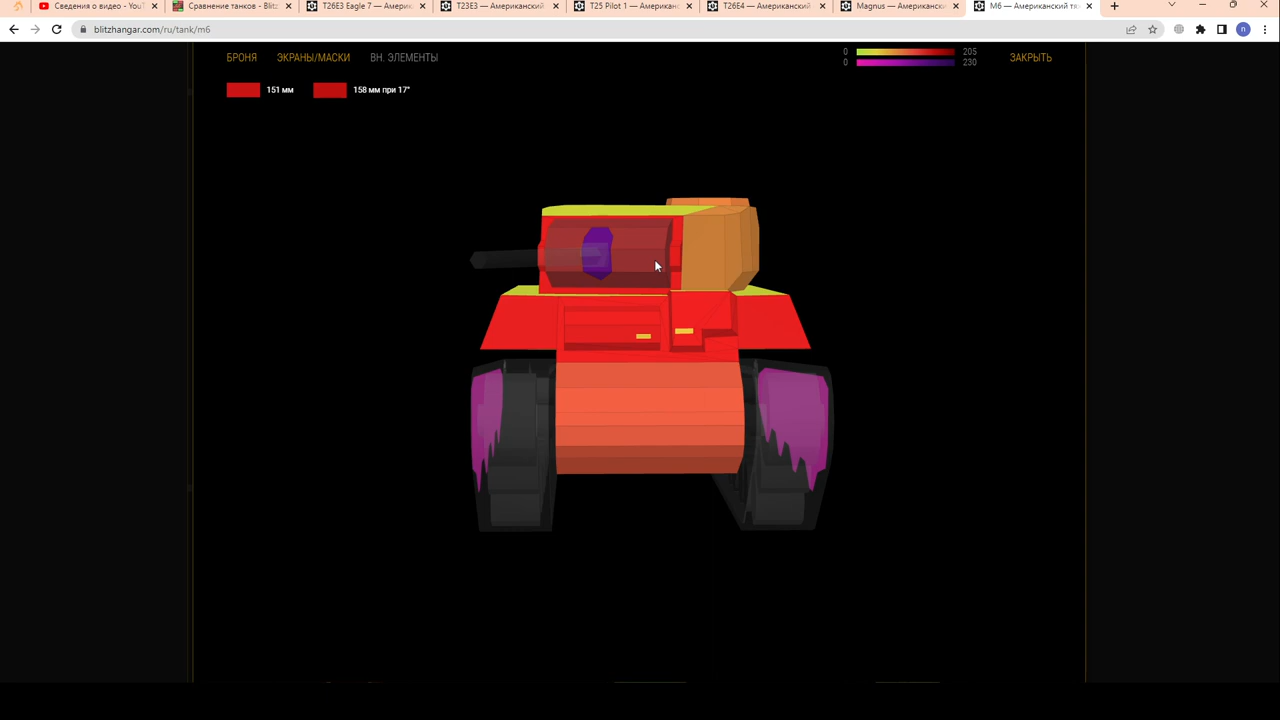 Сведения о видео - YouT
Сравнение танков - Blitz
T26E3 Eagle 7 — Америк
T23E3 — Американский
T25 Pilot 1 — Американс
T26E4 — Американский
Magnus — Американски
M6 — Американский тя
blitzhangar.com/ru/tank/m6
n
БРОНЯ ЭКРАНЫ/МАСКИ ВН. ЭЛЕМЕНТЫ
0 205
0 230
ЗАКРЫТЬ
151 мм 158 мм при 17°